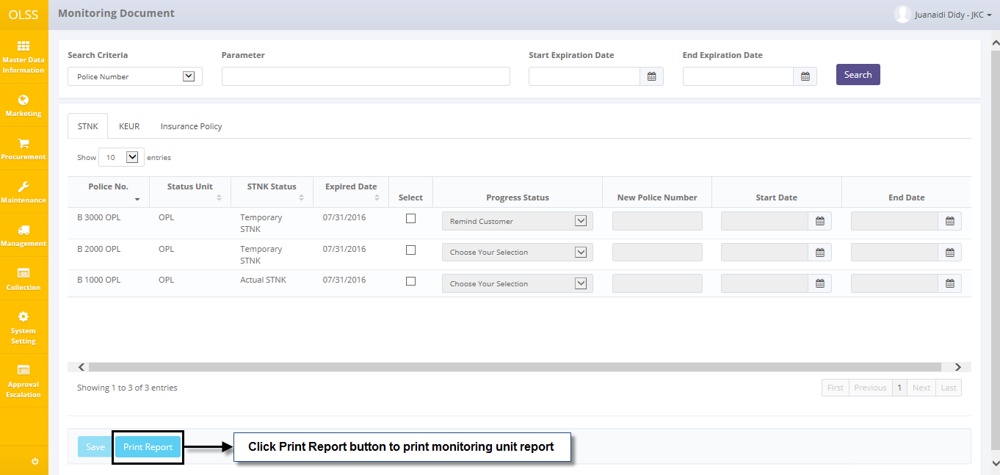 OLSS
Monitoring Document
Juanaidi Didy - JKC
Master Data
Information
Marketing
Procurement
Maintenance
Management
Collection
System
Setting
Approval
Escalation
Search Criteria
Parameter
Start Expiration Date
End Expiration Date
Police Number
Search
STNK KEUR Insurance Policy
Show 10 entries
Police No. Status Unit STNK Status Expired Date Select Progress Status New Police Number Start Date End Date
B 3000 OPL OPL Temporary STNK 07/31/2016 Remind Customer
B 2000 OPL OPL Temporary STNK 07/31/2016 Choose Your Selection
B 1000 OPL OPL Actual STNK 07/31/2016 Choose Your Selection
Showing 1 to 3 of 3 entries
First Previous 1 Next Last
Save Print Report
Click Print Report button to print monitoring unit report